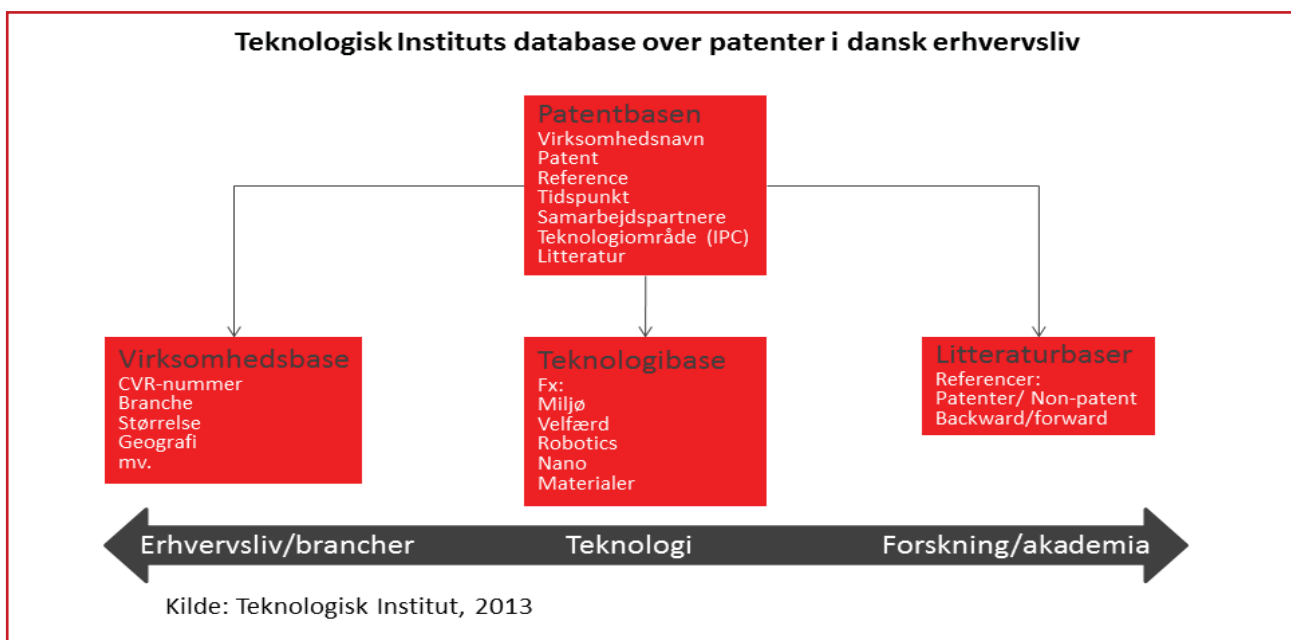 Teknologisk Instituts database over patenter i dansk erhvervsliv
Patentbasen
Virksomhedsnavn
Patent
Reference
Tidspunkt
Samarbejdspartnere
Teknologiområde (IPC)
Litteratur
Virksomhedsbase
CVR-nummer
Branche
Størrelse
Geografi
mv.
Teknologibase
Fx:
Miljø
Velfærd
Robotics
Nano
Materialer
Litteraturbaser
Referencer:
Patenter/ Non-patent
Backward/forward
Erhvervsliv/brancher
Teknologi
Forskning/akademia
Kilde: Teknologisk Institut, 2013